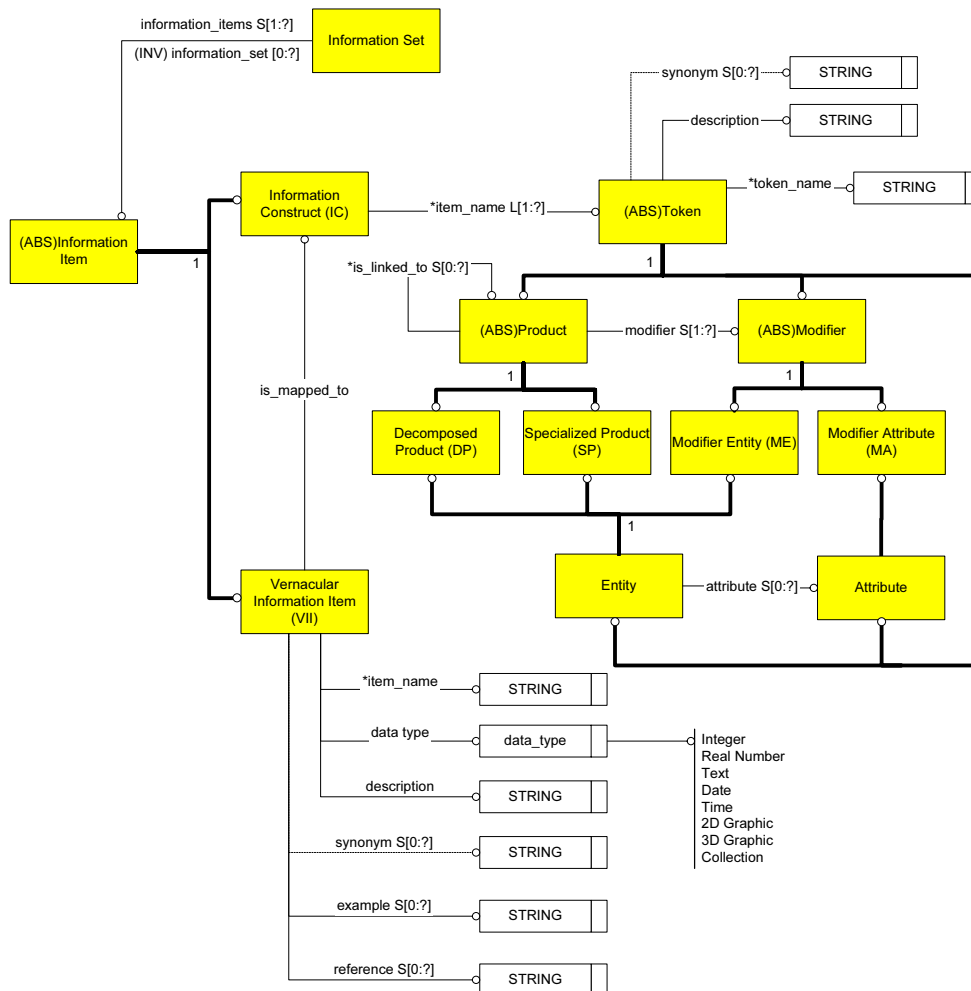 information_items S[1:?]
(INV) information_set [0:?]
Information Set
synonym S[0:?]
STRING
description
STRING
*token_name
STRING
Information
Construct (IC)
*item_name L[1:?]
(ABS)Token
(ABS)Information
Item
1
1
*is_linked_to S[0:?]
(ABS)Product
modifier S[1:?]
(ABS)Modifier
1
1
is_mapped_to
Decomposed
Product (DP)
Specialized Product
(SP)
Modifier Entity (ME)
Modifier Attribute
(MA)
1
Vernacular
Information Item
(VII)
Entity
attribute S[0:?]
Attribute
*item_name
STRING
data type
data_type
Integer
Real Number
Text
Date
Time
2D Graphic
3D Graphic
Collection
description
STRING
synonym S[0:?]
STRING
example S[0:?]
STRING
reference S[0:?]
STRING